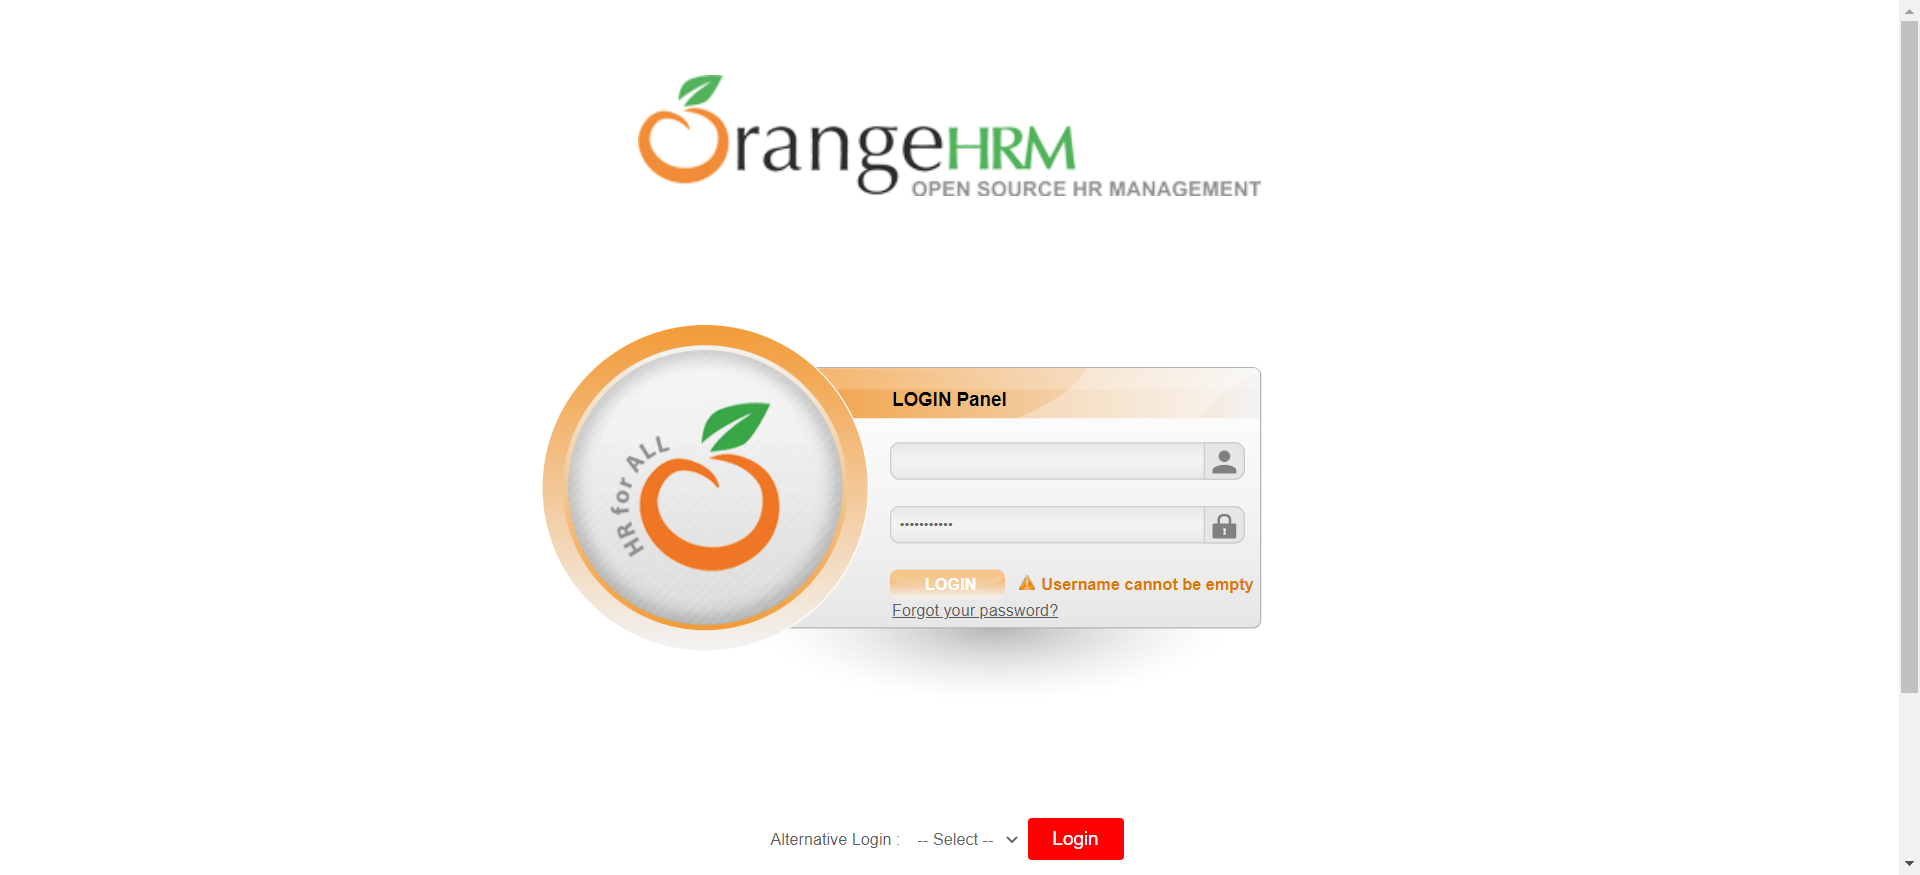 OrangeHRM
OPEN SOURCE HR MANAGEMENT
HR for ALL
LOGIN Panel
•••••••••••
LOGIN
Username cannot be empty
Forgot your password?
Alternative Login :
-- Select --
Login